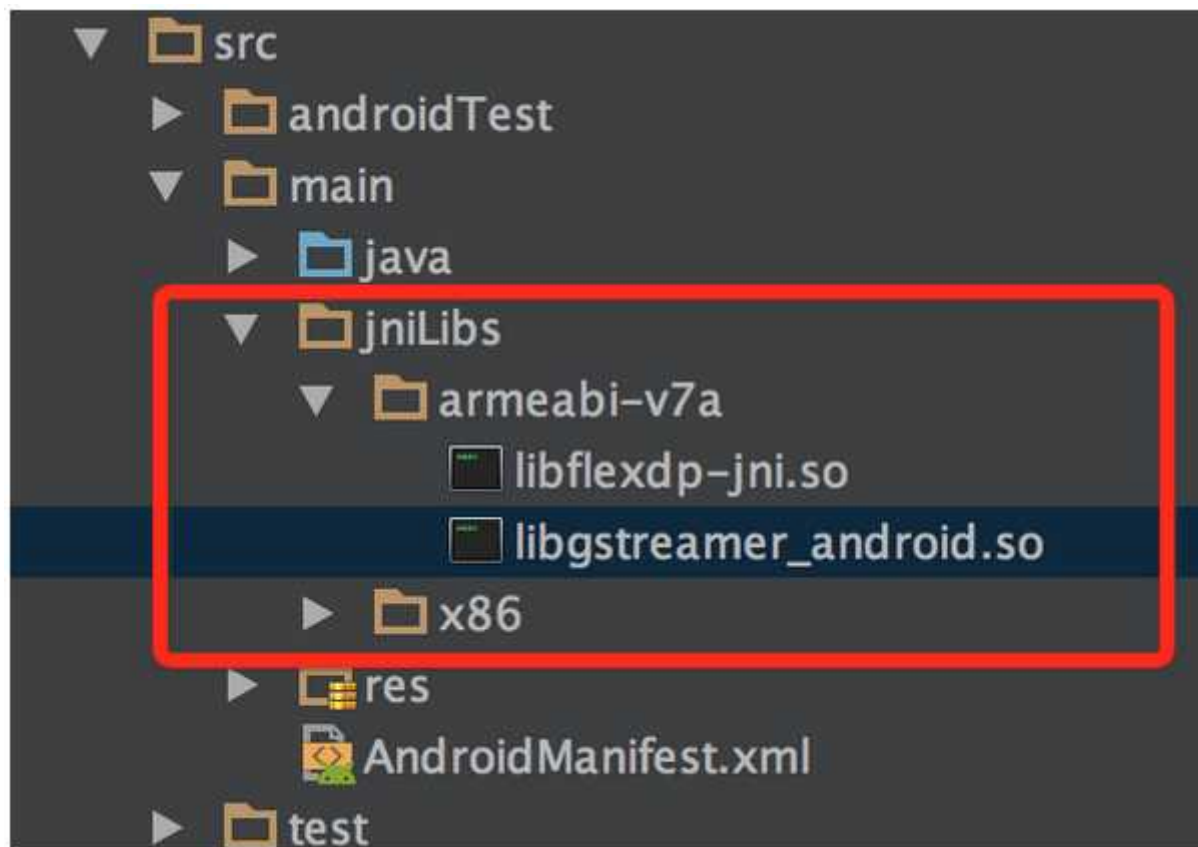 src
androidTest
main
java
jniLibs
armeabi-v7a
libflexdp-jni.so
libgstreamer_android.so
x86
res
AndroidManifest.xml
test